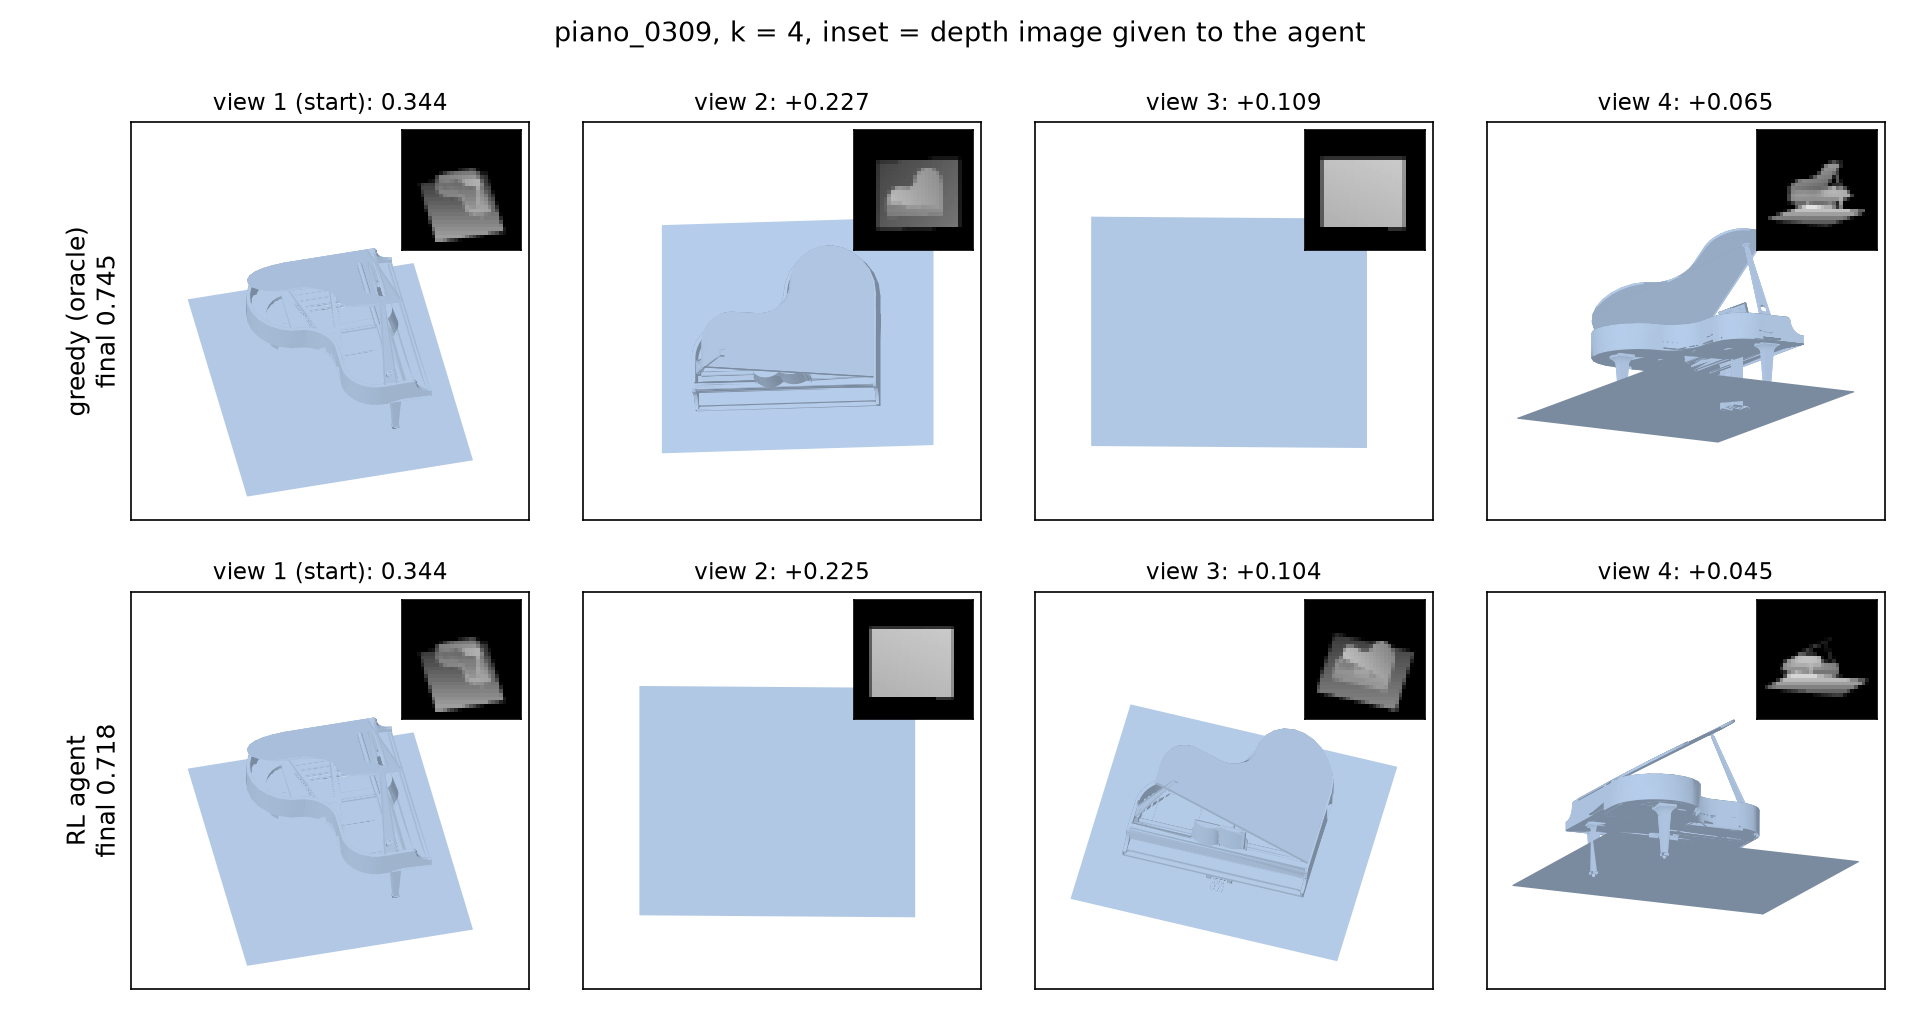 piano_0309, k = 4, inset = depth image given to the agent
view 1 (start): 0.344
view 2: +0.227
view 3: +0.109
view 4: +0.065
greedy (oracle)
final 0.745
view 1 (start): 0.344
view 2: +0.225
view 3: +0.104
view 4: +0.045
RL agent
final 0.718